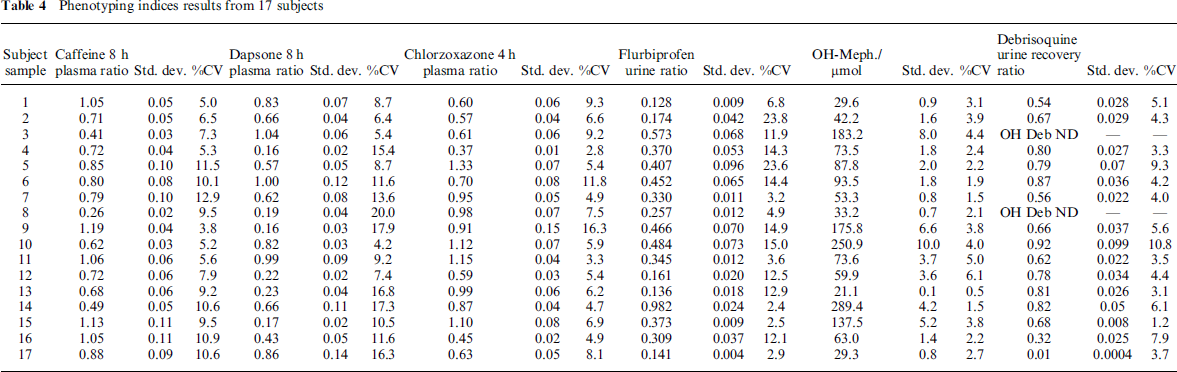 Table 4 Phenotyping indices results from 17 subjects
Debrisoquine
Subject Caffeine 8 h Dapsone 8 h Chlorzoxazone 4 h Flurbiprofen OH-Meph./ urine recovery
sample plasma ratio Std. dev. %CV plasma ratio Std. dev. %CV plasma ratio Std. dev. %CV urine ratio Std. dev. %CV µmol Std. dev. %CV ratio Std. dev. %CV
1 1.05 0.05 5.0 0.83 0.07 8.7 0.60 0.06 9.3 0.128 0.009 6.8 29.6 0.9 3.1 0.54 0.028 5.1
2 0.71 0.05 6.5 0.66 0.04 6.4 0.57 0.04 6.6 0.174 0.042 23.8 42.2 1.6 3.9 0.67 0.029 4.3
3 0.41 0.03 7.3 1.04 0.06 5.4 0.61 0.06 9.2 0.573 0.068 11.9 183.2 8.0 4.4 OH Deb ND — —
4 0.72 0.04 5.3 0.16 0.02 15.4 0.37 0.01 2.8 0.370 0.053 14.3 73.5 1.8 2.4 0.80 0.027 3.3
5 0.85 0.10 11.5 0.57 0.05 8.7 1.33 0.07 5.4 0.407 0.096 23.6 87.8 2.0 2.2 0.79 0.07 9.3
6 0.80 0.08 10.1 1.00 0.12 11.6 0.70 0.08 11.8 0.452 0.065 14.4 93.5 1.8 1.9 0.87 0.036 4.2
7 0.79 0.10 12.9 0.62 0.08 13.6 0.95 0.05 4.9 0.330 0.011 3.2 53.3 0.8 1.5 0.56 0.022 4.0
8 0.26 0.02 9.5 0.19 0.04 20.0 0.98 0.07 7.5 0.257 0.012 4.9 33.2 0.7 2.1 OH Deb ND — —
9 1.19 0.04 3.8 0.16 0.03 17.9 0.91 0.15 16.3 0.466 0.070 14.9 175.8 6.6 3.8 0.66 0.037 5.6
10 0.62 0.03 5.2 0.82 0.03 4.2 1.12 0.07 5.9 0.484 0.073 15.0 250.9 10.0 4.0 0.92 0.099 10.8
11 1.06 0.06 5.6 0.99 0.09 9.2 1.15 0.04 3.3 0.345 0.012 3.6 73.6 3.7 5.0 0.62 0.022 3.5
12 0.72 0.06 7.9 0.22 0.02 7.4 0.59 0.03 5.4 0.161 0.020 12.5 59.9 3.6 6.1 0.78 0.034 4.4
13 0.68 0.06 9.2 0.23 0.04 16.8 0.99 0.06 6.2 0.136 0.018 12.9 21.1 0.1 0.5 0.81 0.026 3.1
14 0.49 0.05 10.6 0.66 0.11 17.3 0.87 0.04 4.7 0.982 0.024 2.4 289.4 4.2 1.5 0.82 0.05 6.1
15 1.13 0.11 9.5 0.17 0.02 10.5 1.10 0.08 6.9 0.373 0.009 2.5 137.5 5.2 3.8 0.68 0.008 1.2
16 1.05 0.11 10.9 0.43 0.05 11.6 0.45 0.02 4.9 0.309 0.037 12.1 63.0 1.4 2.2 0.32 0.025 7.9
17 0.88 0.09 10.6 0.86 0.14 16.3 0.63 0.05 8.1 0.141 0.004 2.9 29.3 0.8 2.7 0.01 0.0004 3.7